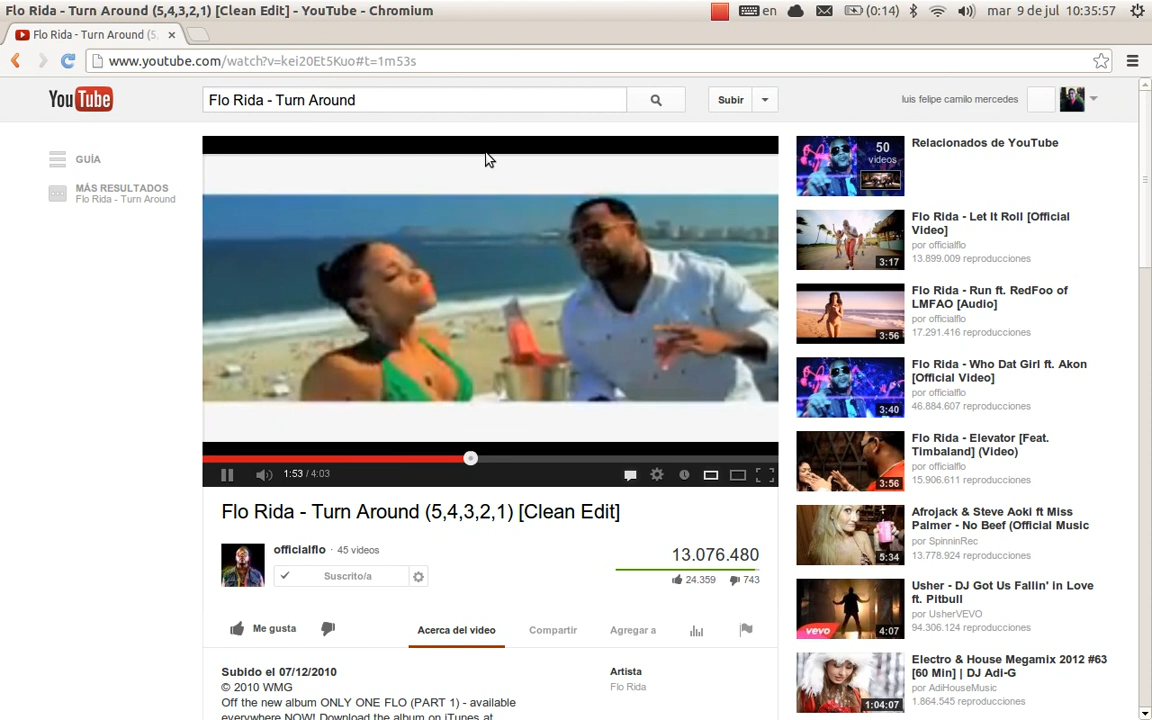 Flo Rida - Turn Around (5,4,3,2,1) [Clean Edit] - YouTube - Chromium
en
(0:14)
mar 9 de jul 10:35:57
Flo Rida - Turn Around (5,
www.youtube.com/watch?v=kei20Et5Kuo#t=1m53s
YouTube
Flo Rida - Turn Around
Subir
luis felipe camilo mercedes
GUÍA
MÁS RESULTADOS
Flo Rida - Turn Around
1:53 / 4:03
Flo Rida - Turn Around (5,4,3,2,1) [Clean Edit]
officialflo · 45 videos
Suscrito/a
13.076.480
24.359
743
Me gusta
Acerca del video
Compartir
Agregar a
Subido el 07/12/2010
© 2010 WMG
Off the new album ONLY ONE FLO (PART 1) - available
everywhere NOW! Download the album on iTunes at
Artista
Flo Rida
50
videos
Relacionados de YouTube
Flo Rida - Let It Roll [Official
Video]
por officialflo
13.899.009 reproducciones
3:17
Flo Rida - Run ft. RedFoo of
LMFAO [Audio]
por officialflo
17.291.416 reproducciones
3:56
Flo Rida - Who Dat Girl ft. Akon
[Official Video]
por officialflo
46.884.607 reproducciones
3:40
Flo Rida - Elevator [Feat.
Timbaland] (Video)
por officialflo
15.906.611 reproducciones
3:56
Afrojack & Steve Aoki ft Miss
Palmer - No Beef (Official Music
por SpinninRec
13.778.924 reproducciones
5:34
Usher - DJ Got Us Fallin' in Love
ft. Pitbull
por UsherVEVO
94.306.124 reproducciones
vevo
4:07
Electro & House Megamix 2012 #63
[60 Min] | DJ Adi-G
por AdiHouseMusic
1.864.545 reproducciones
1:04:07